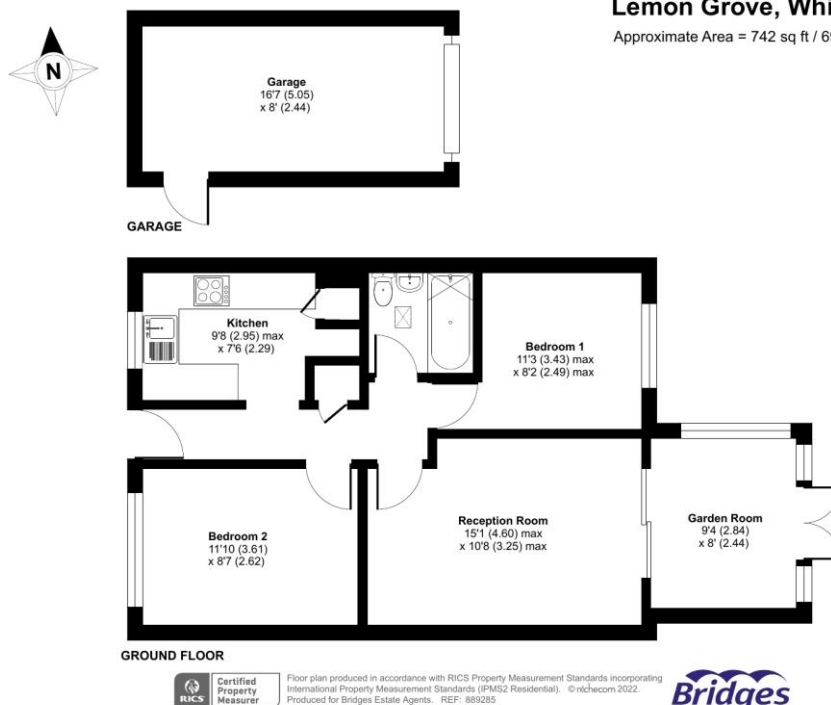 Lemon Grove, Whi
Approximate Area = 742 sq ft / 69
N
Garage
16'7 (5.05)
x 8' (2.44)
GARAGE
Kitchen
9'8 (2.95) max
x 7'6 (2.29)
Bedroom 1
11'3 (3.43) max
x 8'2 (2.49) max
Bedroom 2
11'10 (3.61)
x 8'7 (2.62)
Reception Room
15'1 (4.60) max
x 10'8 (3.25) max
Garden Room
9'4 (2.84)
x 8' (2.44)
GROUND FLOOR
RICS
Certified
Property
Measurer
Floor plan produced in accordance with RICS Property Measurement Standards incorporating
International Property Measurement Standards (IPMS2 Residential). © nichecom 2022.
Produced for Bridges Estate Agents. REF: 889285
Bridges